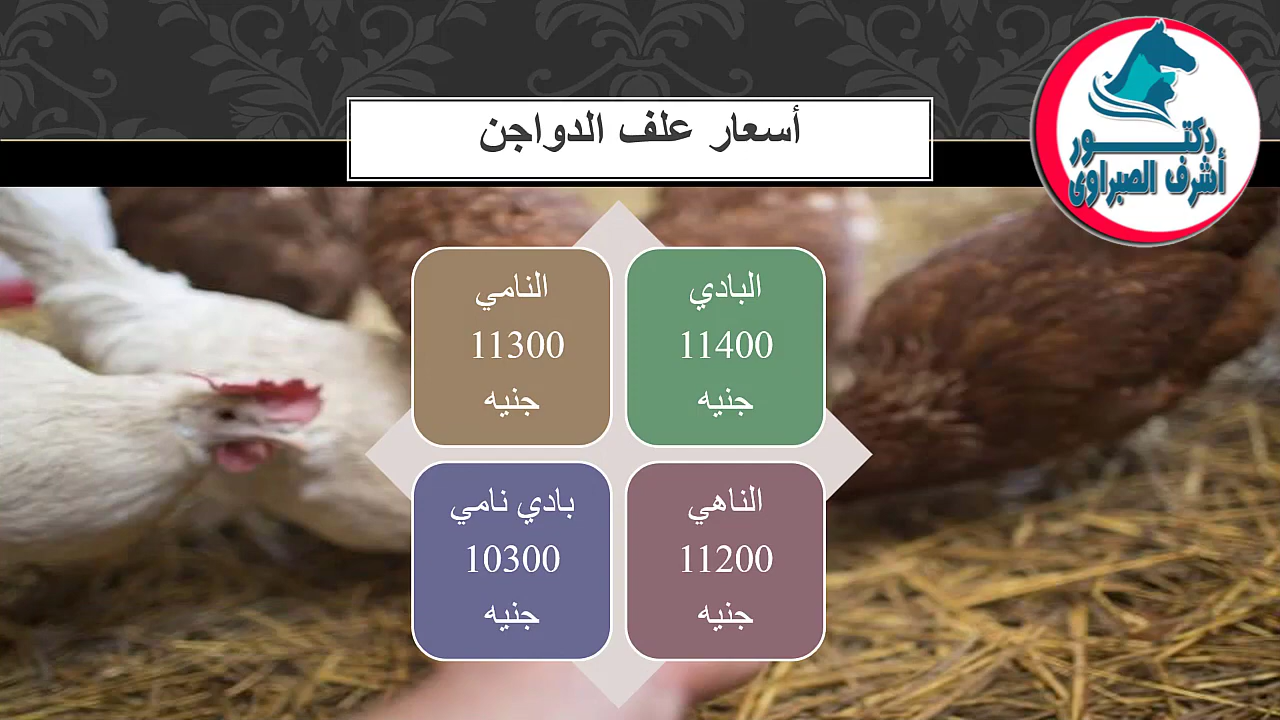 أسعار علف الدواجن
دكتور
أشرف الصبراوى
البادي
11400
جنيه
النامي
11300
جنيه
الناهي
11200
جنيه
بادي نامي
10300
جنيه